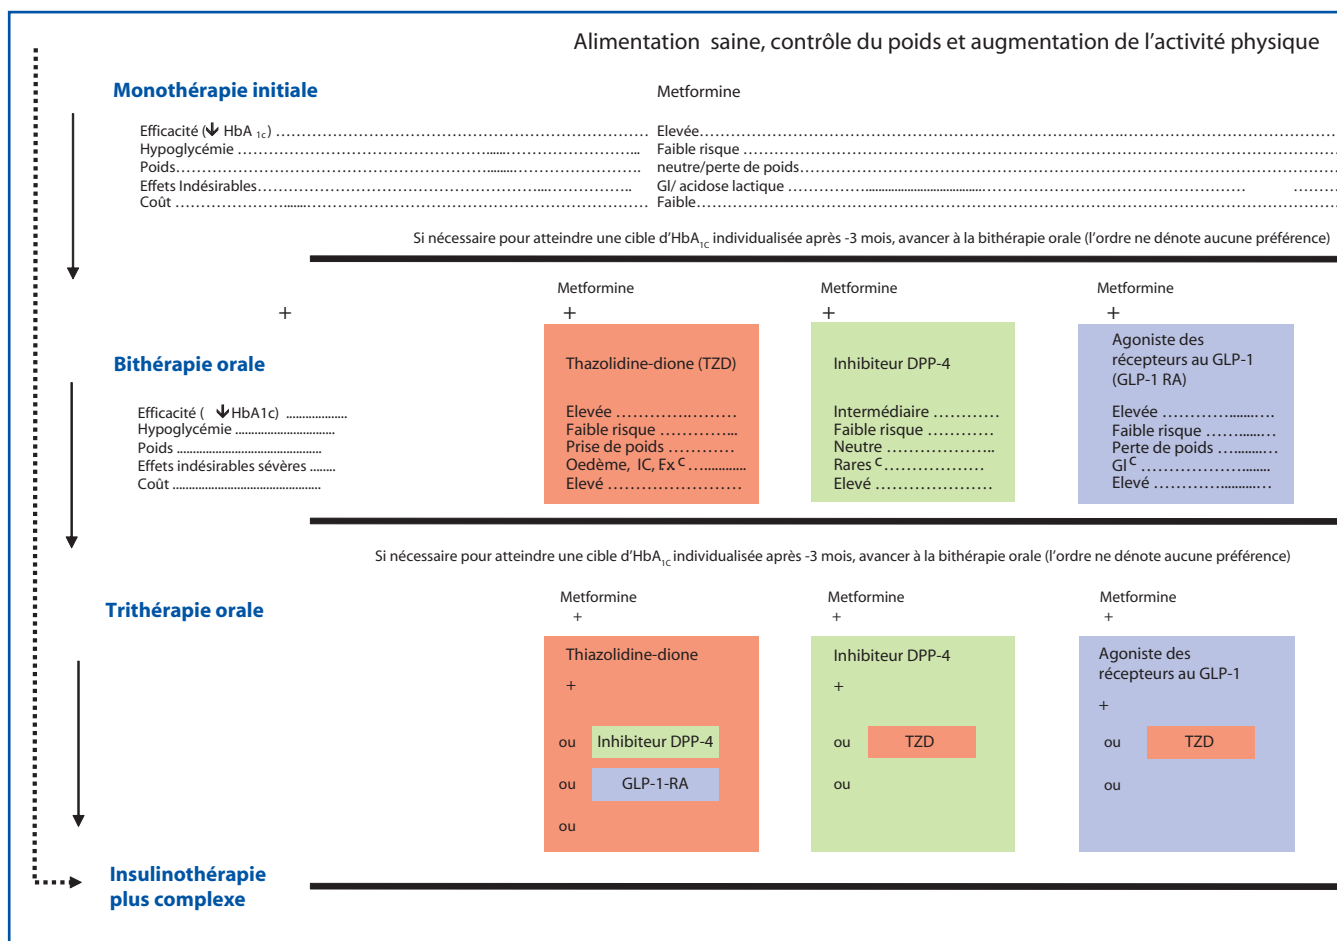 Alimentation saine, contrôle du poids et augmentation de l'activité physique
Monothérapie initiale Metformine
Efficacité (↓ HbA 1c) ........ Elevée........
Hypoglycémie ........ Faible risque ........
Poids........ neutre/perte de poids........
Effets Indésirables........ GI/ acidose lactique ........
Coût ........ Faible........
Si nécessaire pour atteindre une cible d'HbA1C individualisée après -3 mois, avancer à la bithérapie orale (l'ordre ne dénote aucune préférence)
Metformine Metformine Metformine
+ + + +
Bithérapie orale
Thazolidine-dione (TZD)
Elevée ........
Faible risque ........
Prise de poids ........
Oedème, IC, Fx c ........
Elevé ........
Inhibiteur DPP-4
Intermédiaire ........
Faible risque ........
Neutre ........
Rares c ........
Elevé ........
Agoniste des
récepteurs au GLP-1
(GLP-1 RA)
Elevée ........
Faible risque ........
Perte de poids ........
GI c ........
Elevé ........
Efficacité ( ↓HbA1c) ........
Hypoglycémie ........
Poids ........
Effets indésirables sévères ........
Coût ........
Si nécessaire pour atteindre une cible d'HbA1C individualisée après -3 mois, avancer à la bithérapie orale (l'ordre ne dénote aucune préférence)
Trithérapie orale
Metformine Metformine Metformine
+ + +
Thiazolidine-dione
+
ou Inhibiteur DPP-4
ou GLP-1-RA
ou
Inhibiteur DPP-4
+
ou TZD
ou
Agoniste des
récepteurs au GLP-1
+
ou TZD
ou
Insulinothérapie
plus complexe